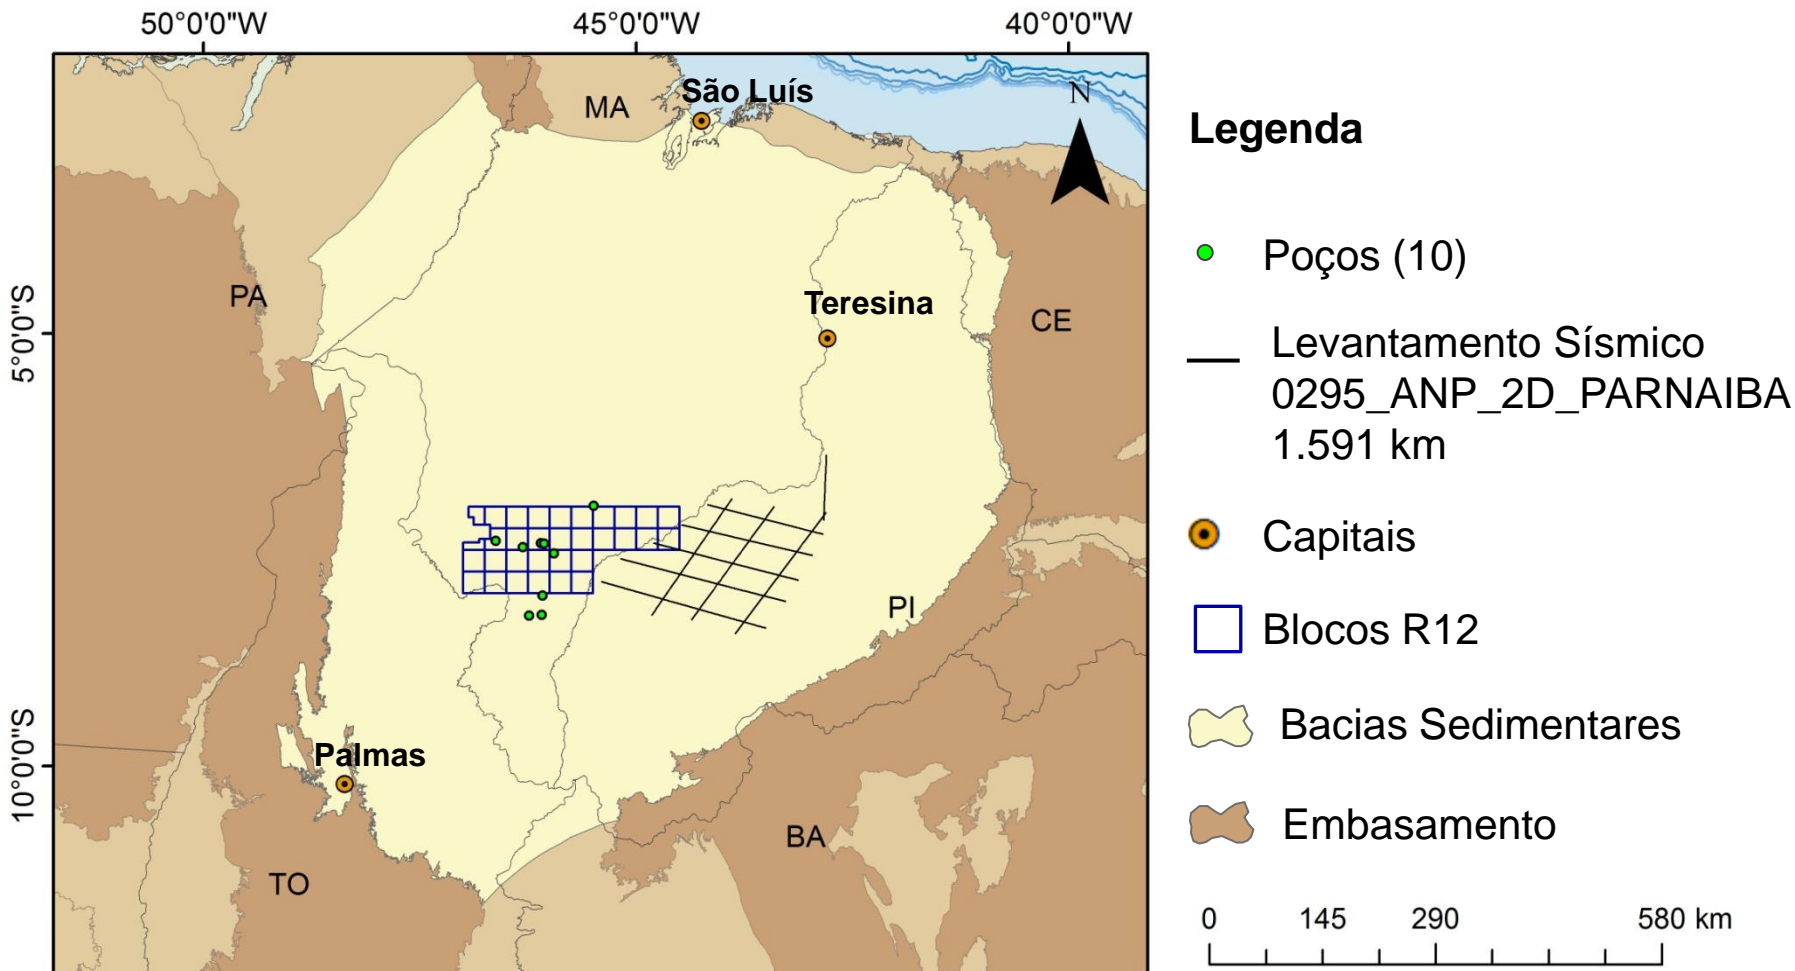 50°0'0"W
45°0'0"W
40°0'0"W
5°0'0"S
10°0'0"S
N
MA
São Luís
PA
Teresina
CE
PI
Palmas
TO
BA
Legenda
Poços (10)
Levantamento Sísmico
0295_ANP_2D_PARNAIBA
1.591 km
Capitais
Blocos R12
Bacias Sedimentares
Embasamento
0 145 290 580 km